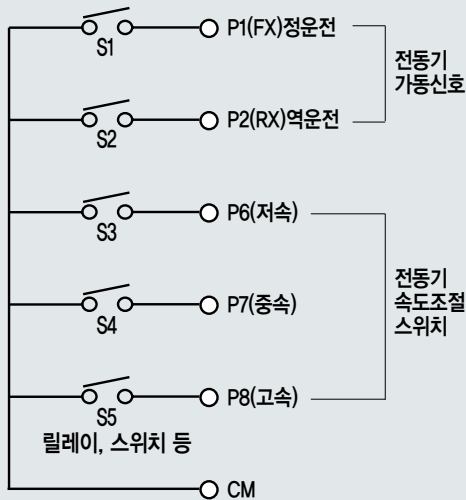 S1
P1(FX)정운전
전동기
가동신호
S2
P2(RX)역운전
S3
P6(저속)
S4
P7(중속)
전동기
속도조절
스위치
S5
P8(고속)
릴레이, 스위치 등
CM